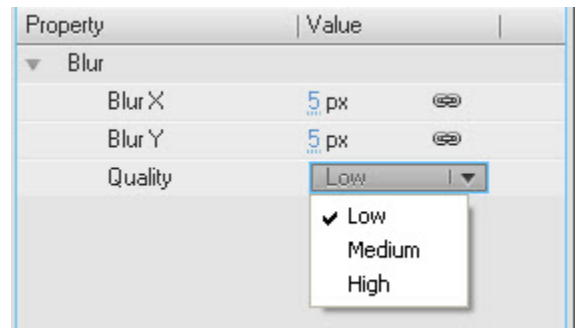 Property Value
Blur
Blur X 5 px
Blur Y 5 px
Quality Low
Low
Medium
High